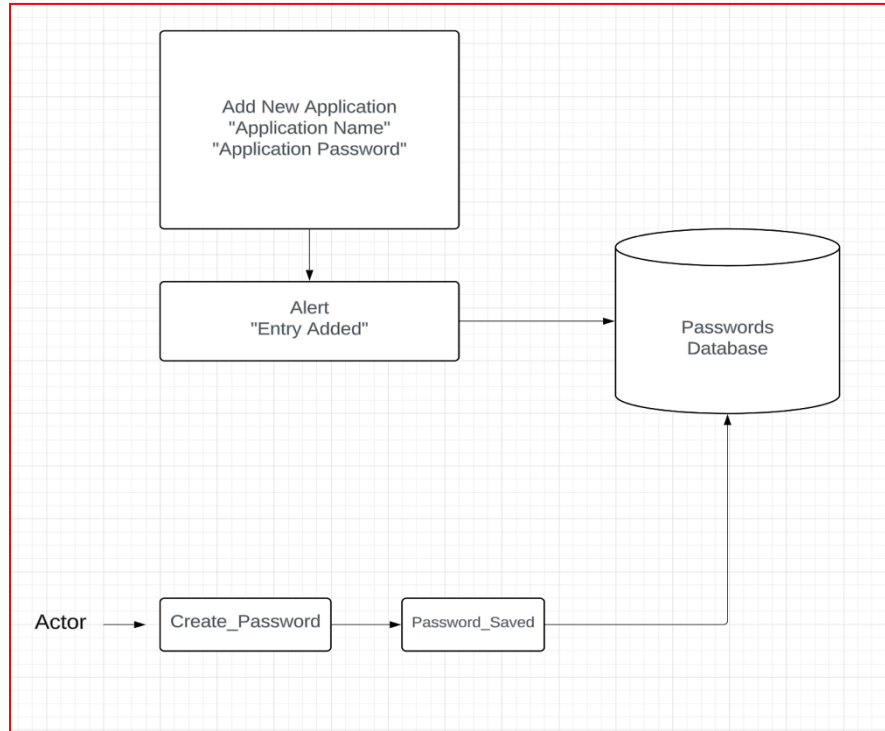 Add New Application
"Application Name"
"Application Password"
Alert
"Entry Added"
Passwords
Database
Actor
Create_Password
Password_Saved